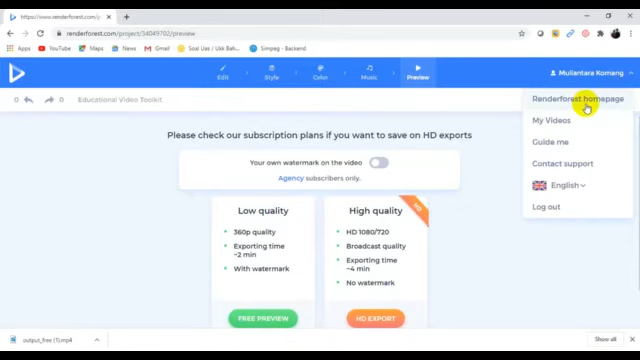 https://www.renderforest.com/p
renderforest.com/project/34049702/preview
Apps YouTube Maps News Gmail Soal Uas / Ukk Bak... Simpeg - Backend
Edit Style Color Music Preview Muliantara Komang
0 0 Educational Video Toolkit
Renderforest homepage
My Videos
Guide me
Contact support
English
Log out
Please check our subscription plans if you want to save on HD exports
Your own watermark on the video
Agency subscribers only.
Low quality
360p quality
Exporting time
~2 min
With watermark
FREE PREVIEW
High quality
HD
HD 1080/720
Broadcast quality
Exporting time
~4 min
No watermark
HD EXPORT
output_free (1).mp4 Show all